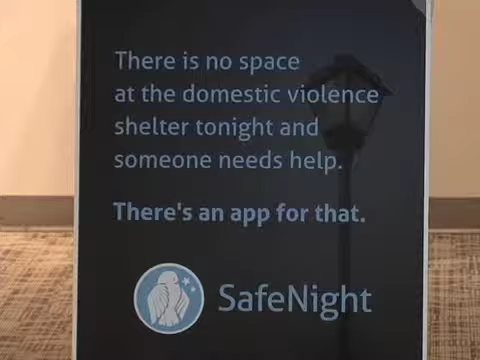 There is no space
at the domestic violence
shelter tonight and
someone needs help.
There's an app for that.
SafeNight